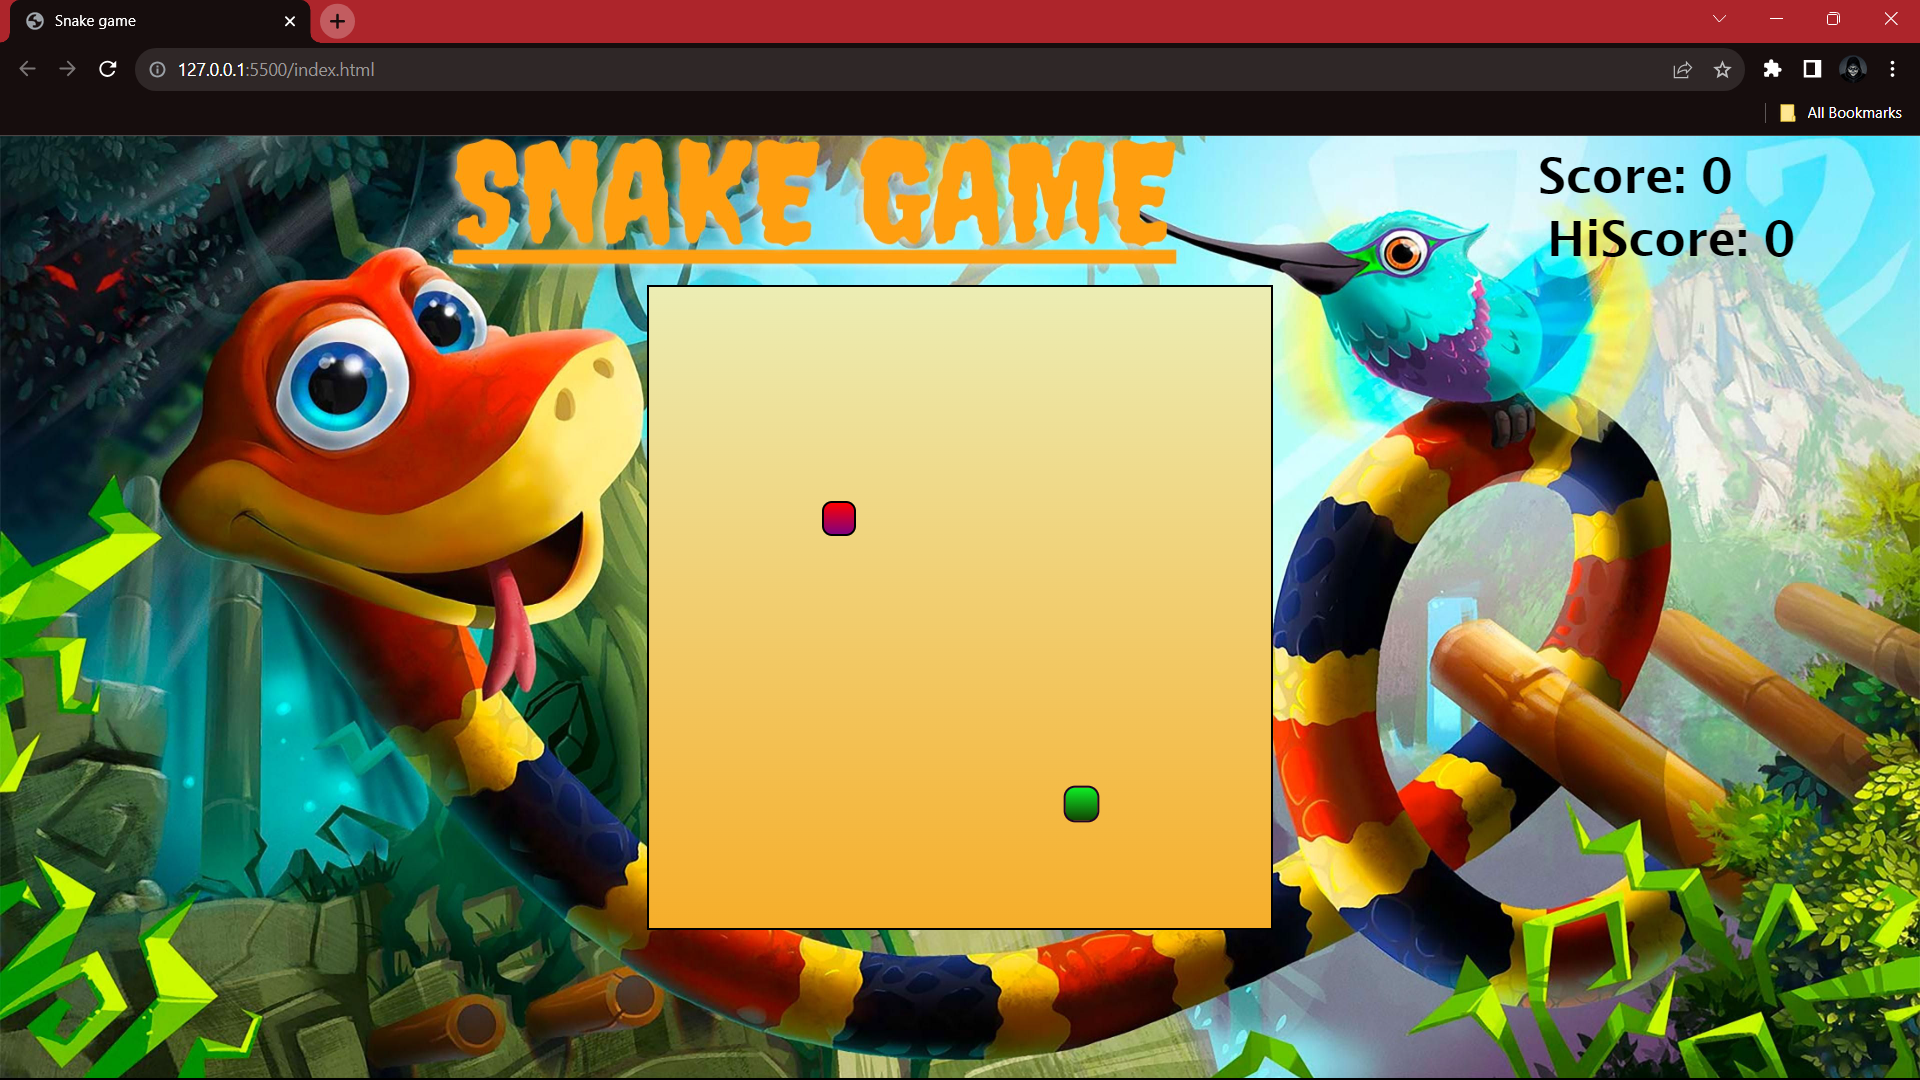 Snake game
127.0.0.1:5500/index.html
All Bookmarks
SNAKE GAME
Score: 0
HiScore: 0